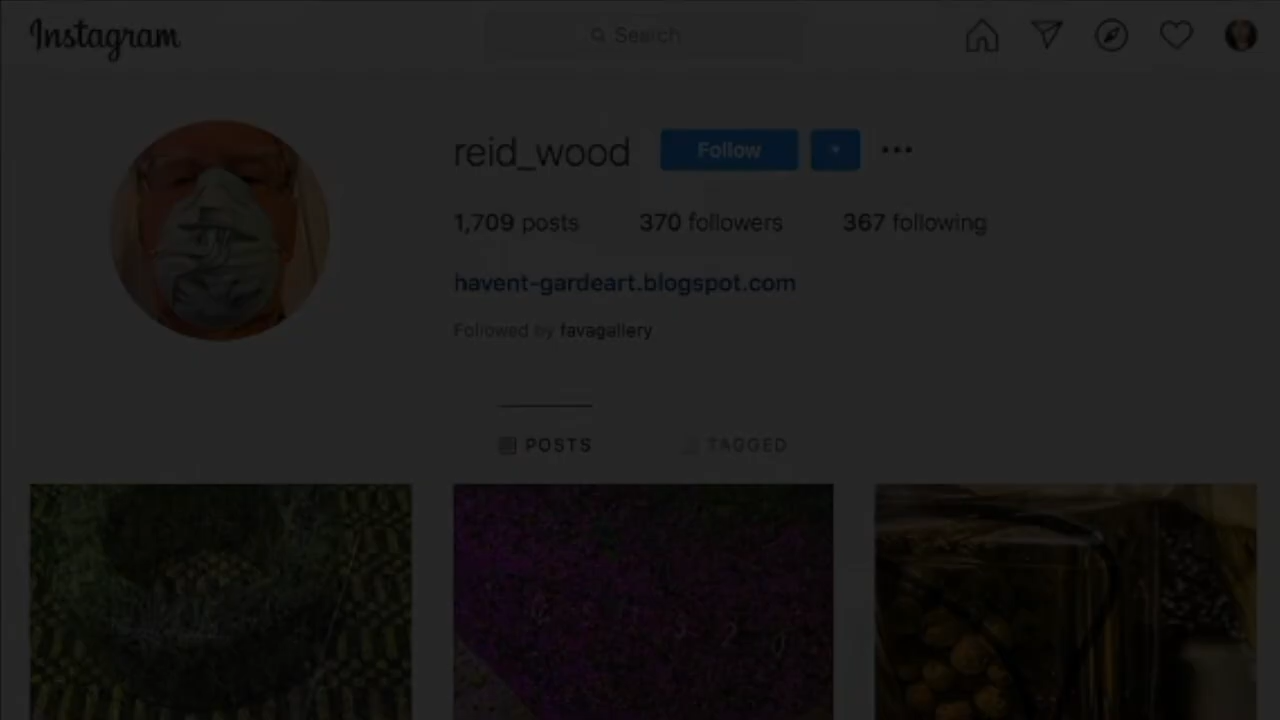 Instagram
Search
reid_wood
Follow
1,709 posts 370 followers 367 following
havent-gardeart.blogspot.com
Followed by favagallery
POSTS TAGGED